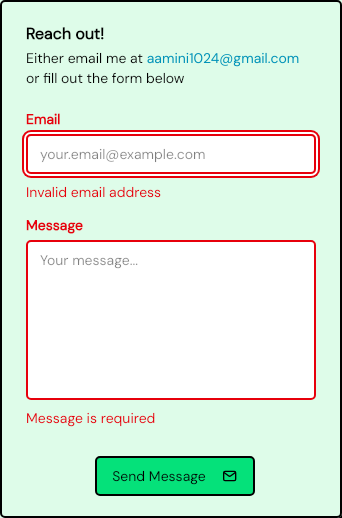 Reach out!
Either email me at aamini1024@gmail.com
or fill out the form below
Email
your.email@example.com
Invalid email address
Message
Your message...
Message is required
Send Message